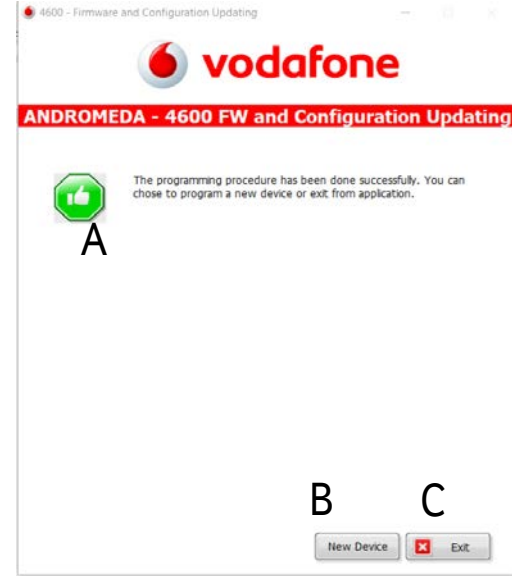 4600 - Firmware and Configuration Updating
vodafone
ANDROMEDA - 4600 FW and Configuration Updating
The programming procedure has been done successfully. You can
chose to program a new device or exit from application.
A
B
C
New Device
Exit